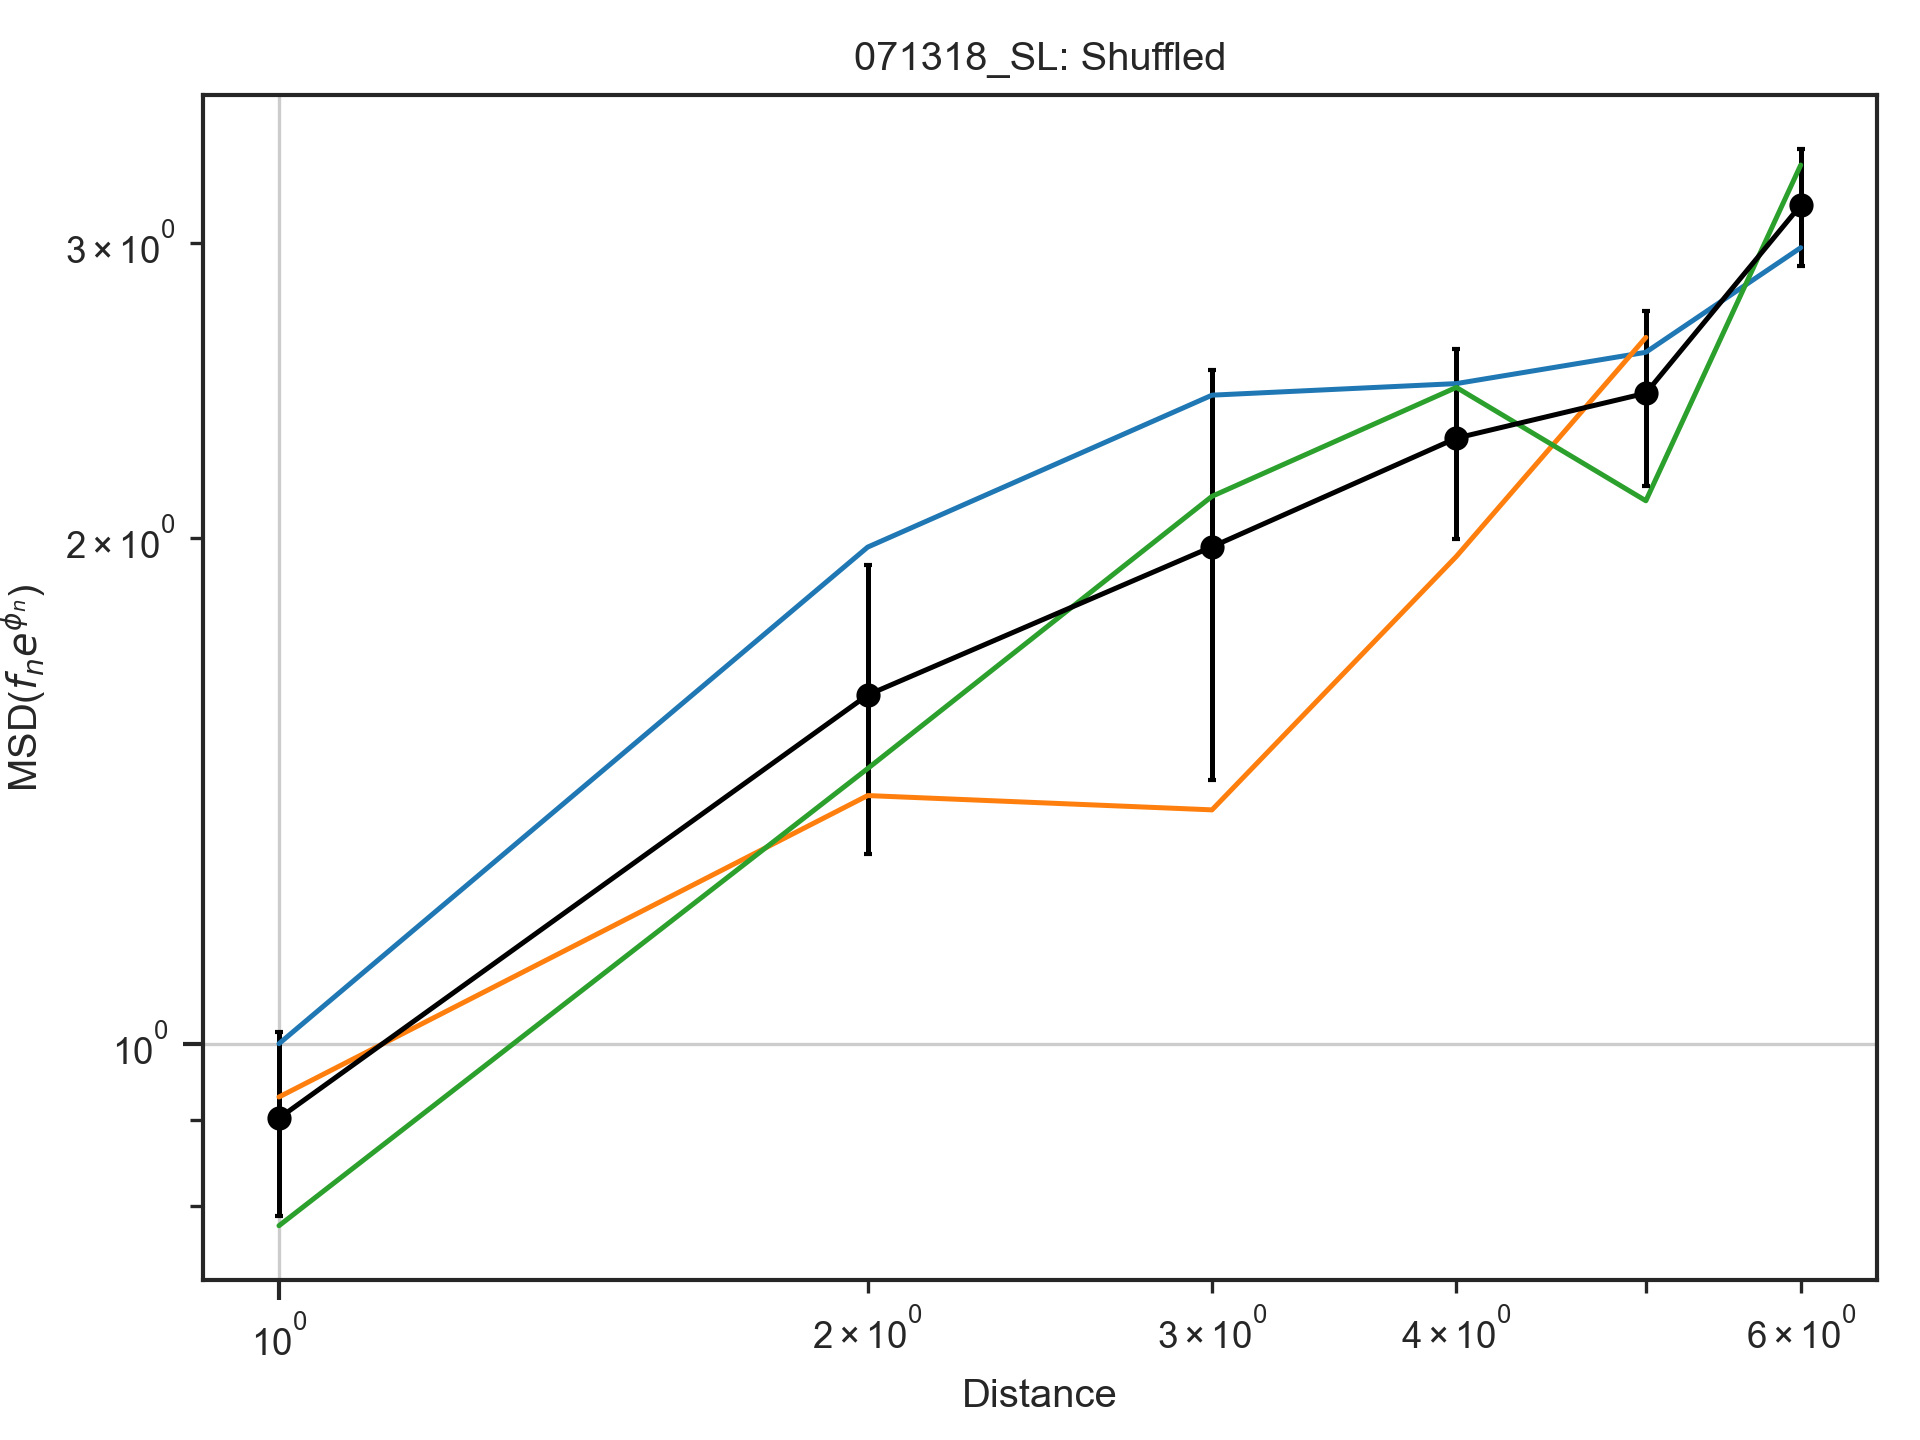 071318_SL: Shuffled
3 × 10⁰
2 × 10⁰
10⁰
MSD(fₙe^ϕₙ)
10⁰ 2 × 10⁰ 3 × 10⁰ 4 × 10⁰ 6 × 10⁰
Distance